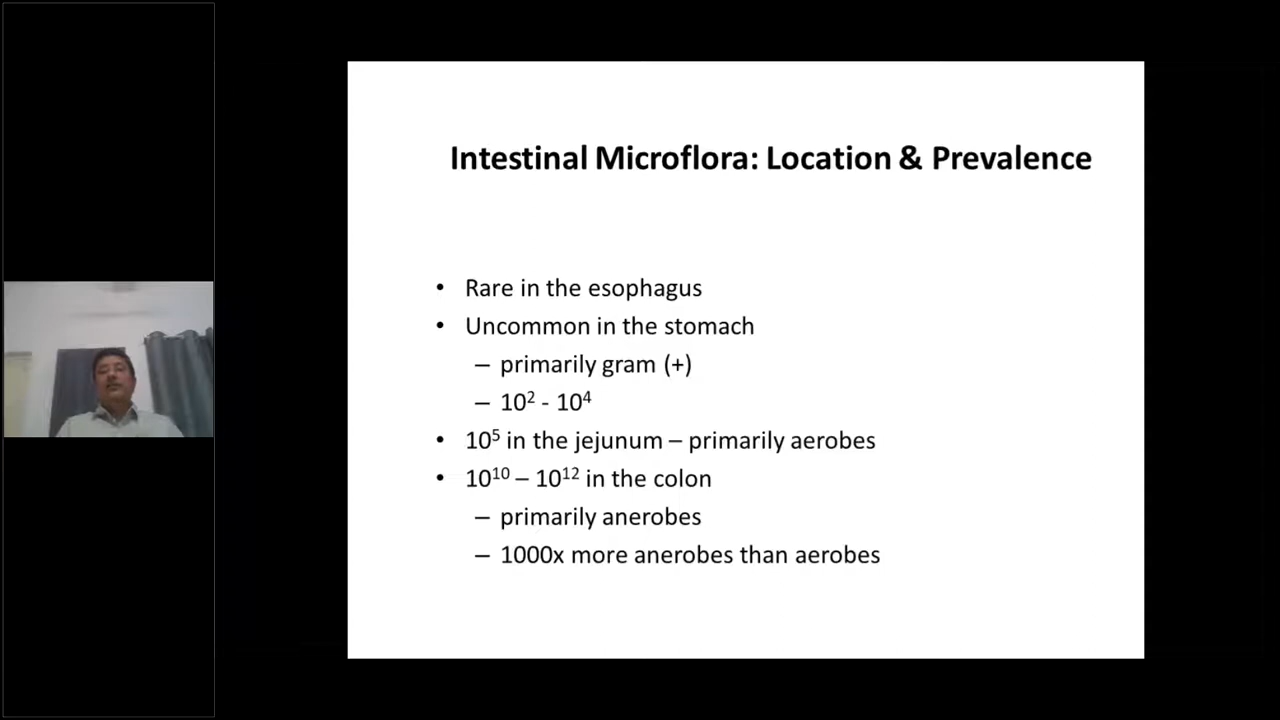 Intestinal Microflora: Location & Prevalence
• Rare in the esophagus
• Uncommon in the stomach
– primarily gram (+)
– 10² - 10⁴
• 10⁵ in the jejunum – primarily aerobes
• 10¹⁰ – 10¹² in the colon
– primarily anerobes
– 1000x more anerobes than aerobes